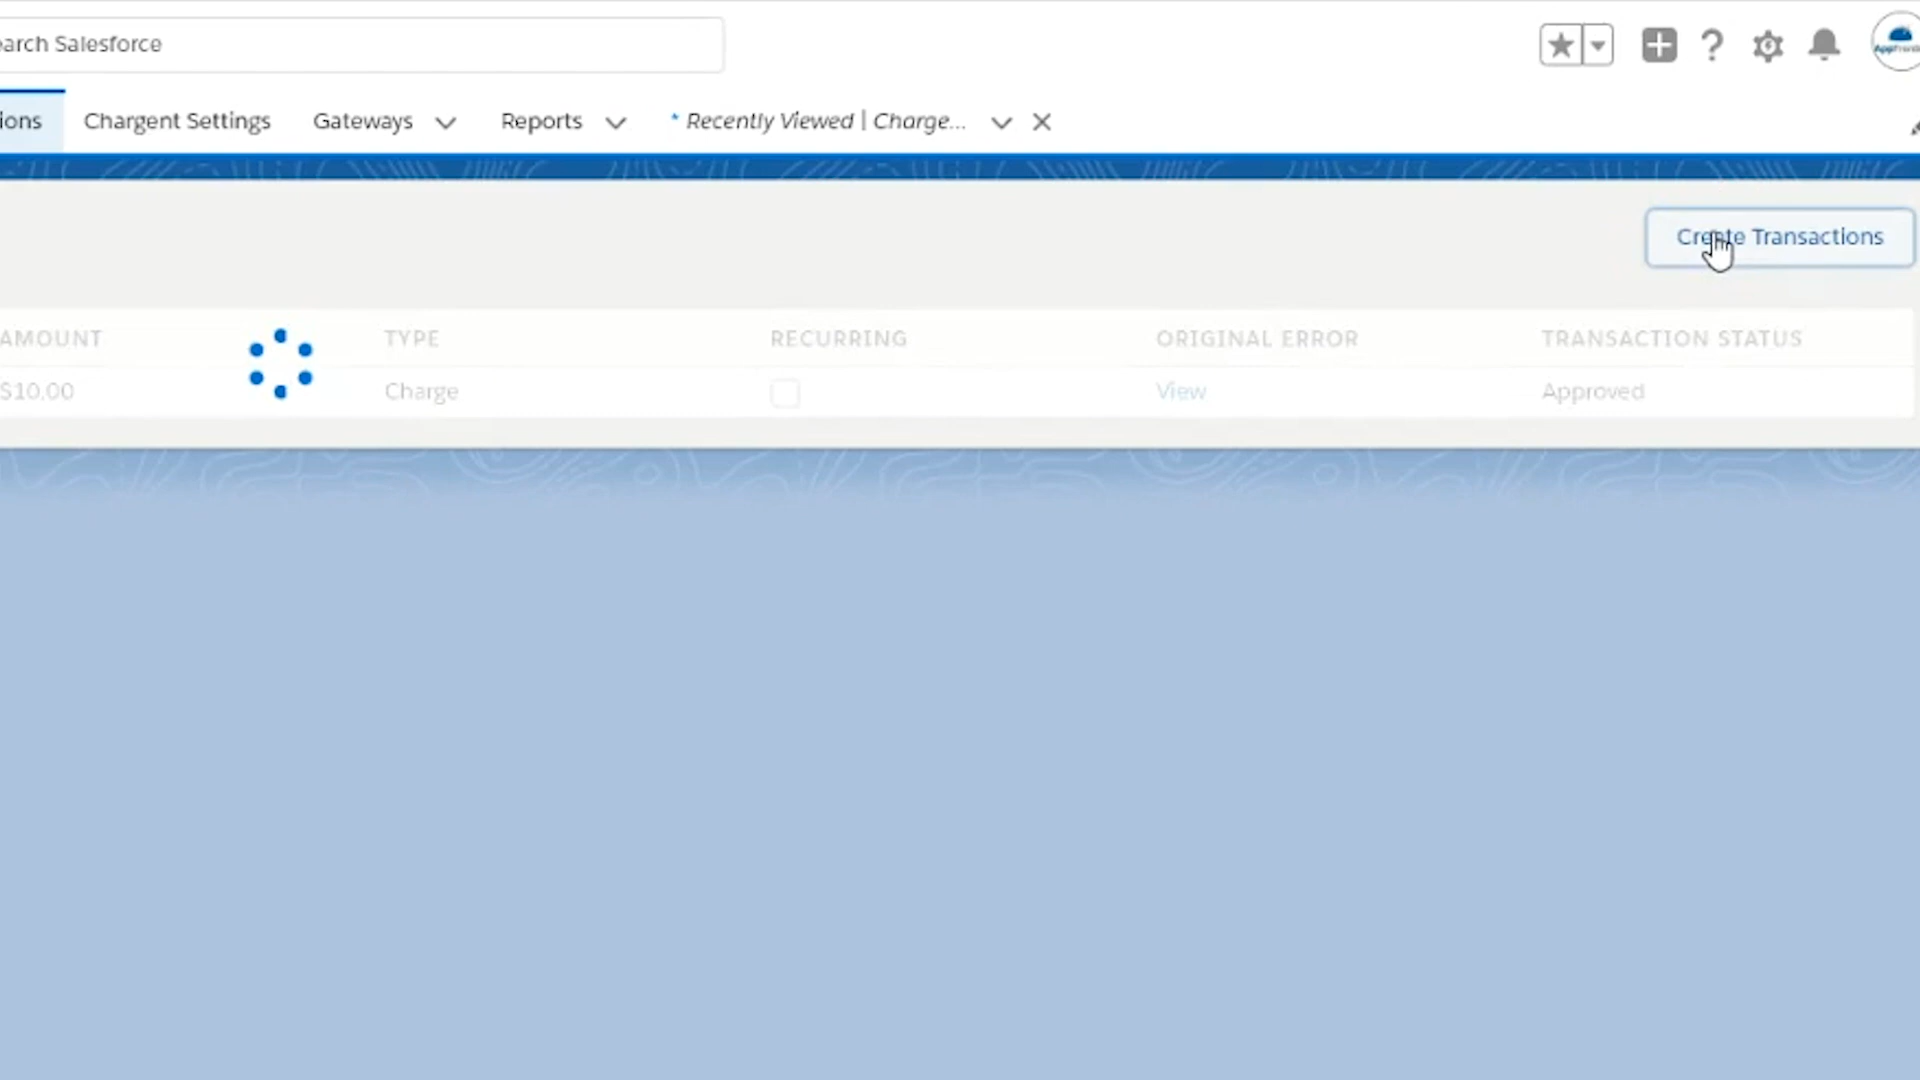 earch Salesforce
ions
Chargent Settings
Gateways
Reports
* Recently Viewed | Charge...
Create Transactions
AMOUNT
TYPE
RECURRING
ORIGINAL ERROR
TRANSACTION STATUS
$10.00
Charge
View
Approved